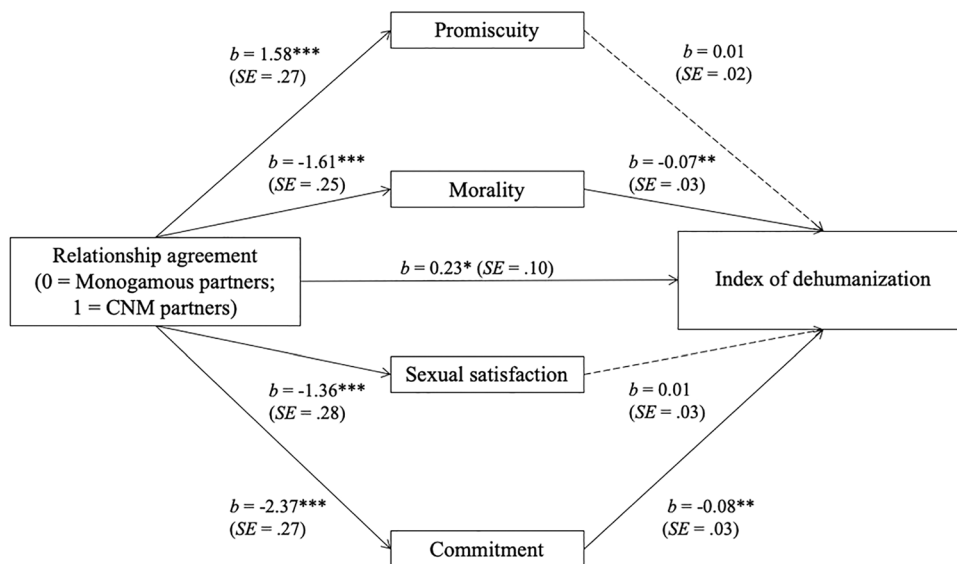 Promiscuity
b = 1.58***
(SE = .27)
b = 0.01
(SE = .02)
b = -1.61***
(SE = .25)
Morality
b = -0.07**
(SE = .03)
Relationship agreement
(0 = Monogamous partners;
1 = CNM partners)
b = 0.23* (SE = .10)
Index of dehumanization
Sexual satisfaction
b = -1.36***
(SE = .28)
b = 0.01
(SE = .03)
b = -2.37***
(SE = .27)
Commitment
b = -0.08**
(SE = .03)